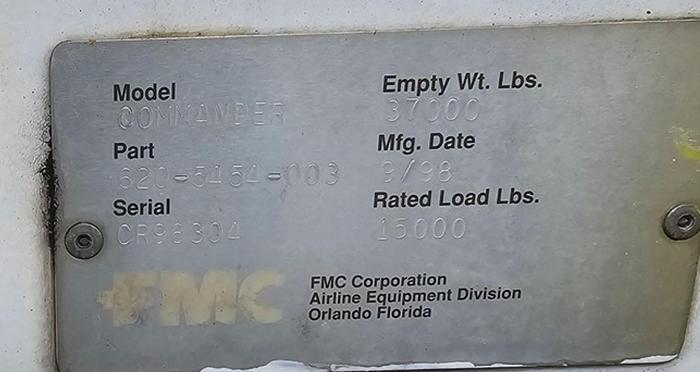 Model
COMMANDER
Part
620-5454-003
Serial
CR98304
Empty Wt. Lbs.
37000
Mfg. Date
9/98
Rated Load Lbs.
15000
FMC
FMC Corporation
Airline Equipment Division
Orlando Florida